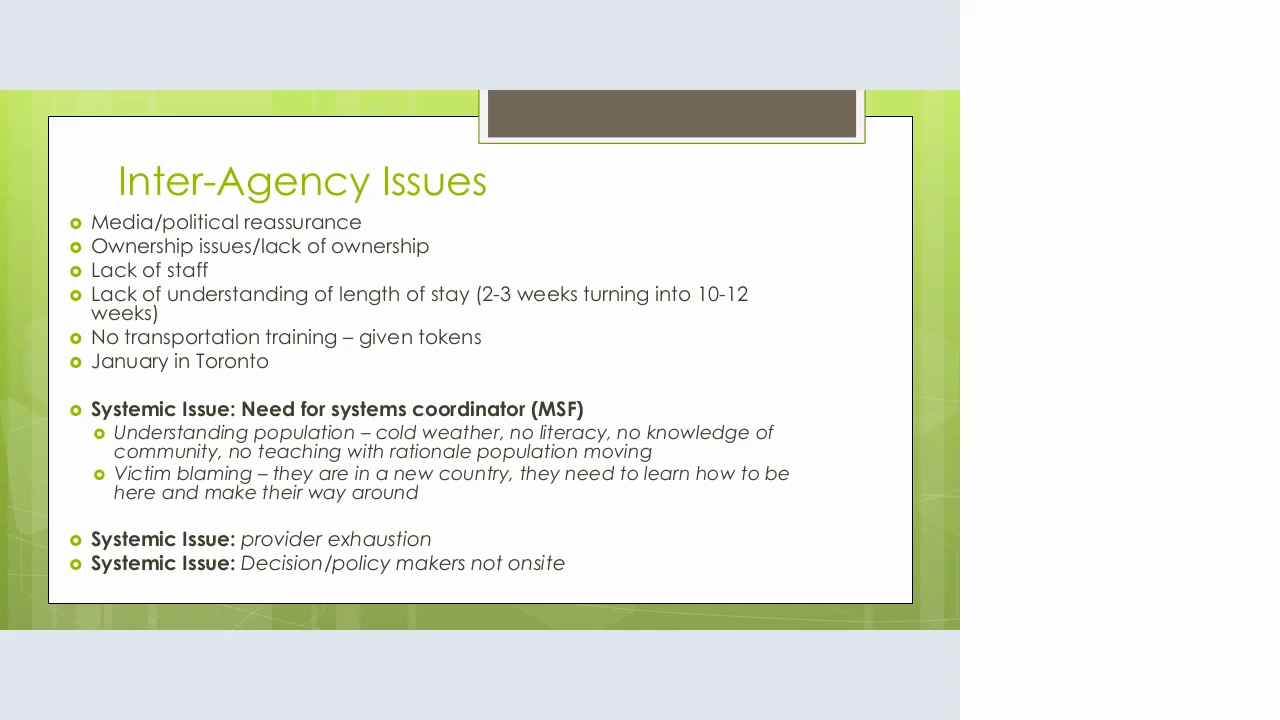 Inter-Agency Issues
Media/political reassurance
Ownership issues/lack of ownership
Lack of staff
Lack of understanding of length of stay (2-3 weeks turning into 10-12
weeks)
No transportation training – given tokens
January in Toronto
Systemic Issue: Need for systems coordinator (MSF)
Understanding population – cold weather, no literacy, no knowledge of
community, no teaching with rationale population moving
Victim blaming – they are in a new country, they need to learn how to be
here and make their way around
Systemic Issue: provider exhaustion
Systemic Issue: Decision/policy makers not onsite